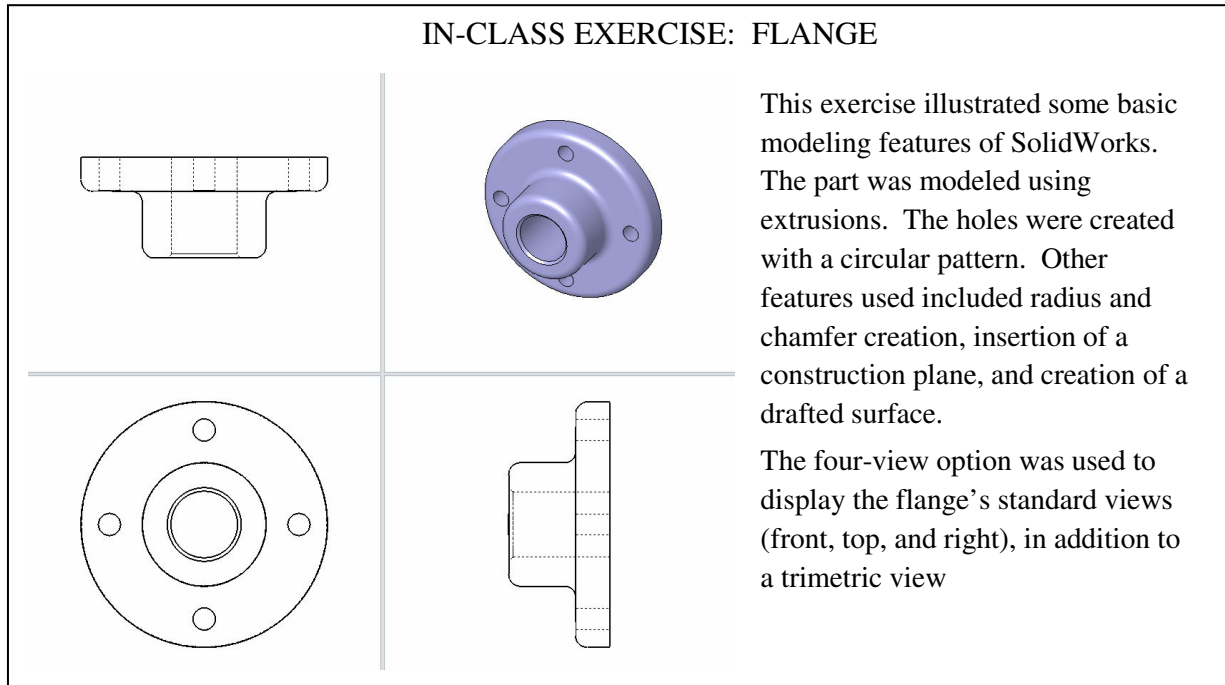 IN-CLASS EXERCISE: FLANGE
This exercise illustrated some basic
modeling features of SolidWorks.
The part was modeled using
extrusions. The holes were created
with a circular pattern. Other
features used included radius and
chamfer creation, insertion of a
construction plane, and creation of a
drafted surface.
The four-view option was used to
display the flange’s standard views
(front, top, and right), in addition to
a trimetric view